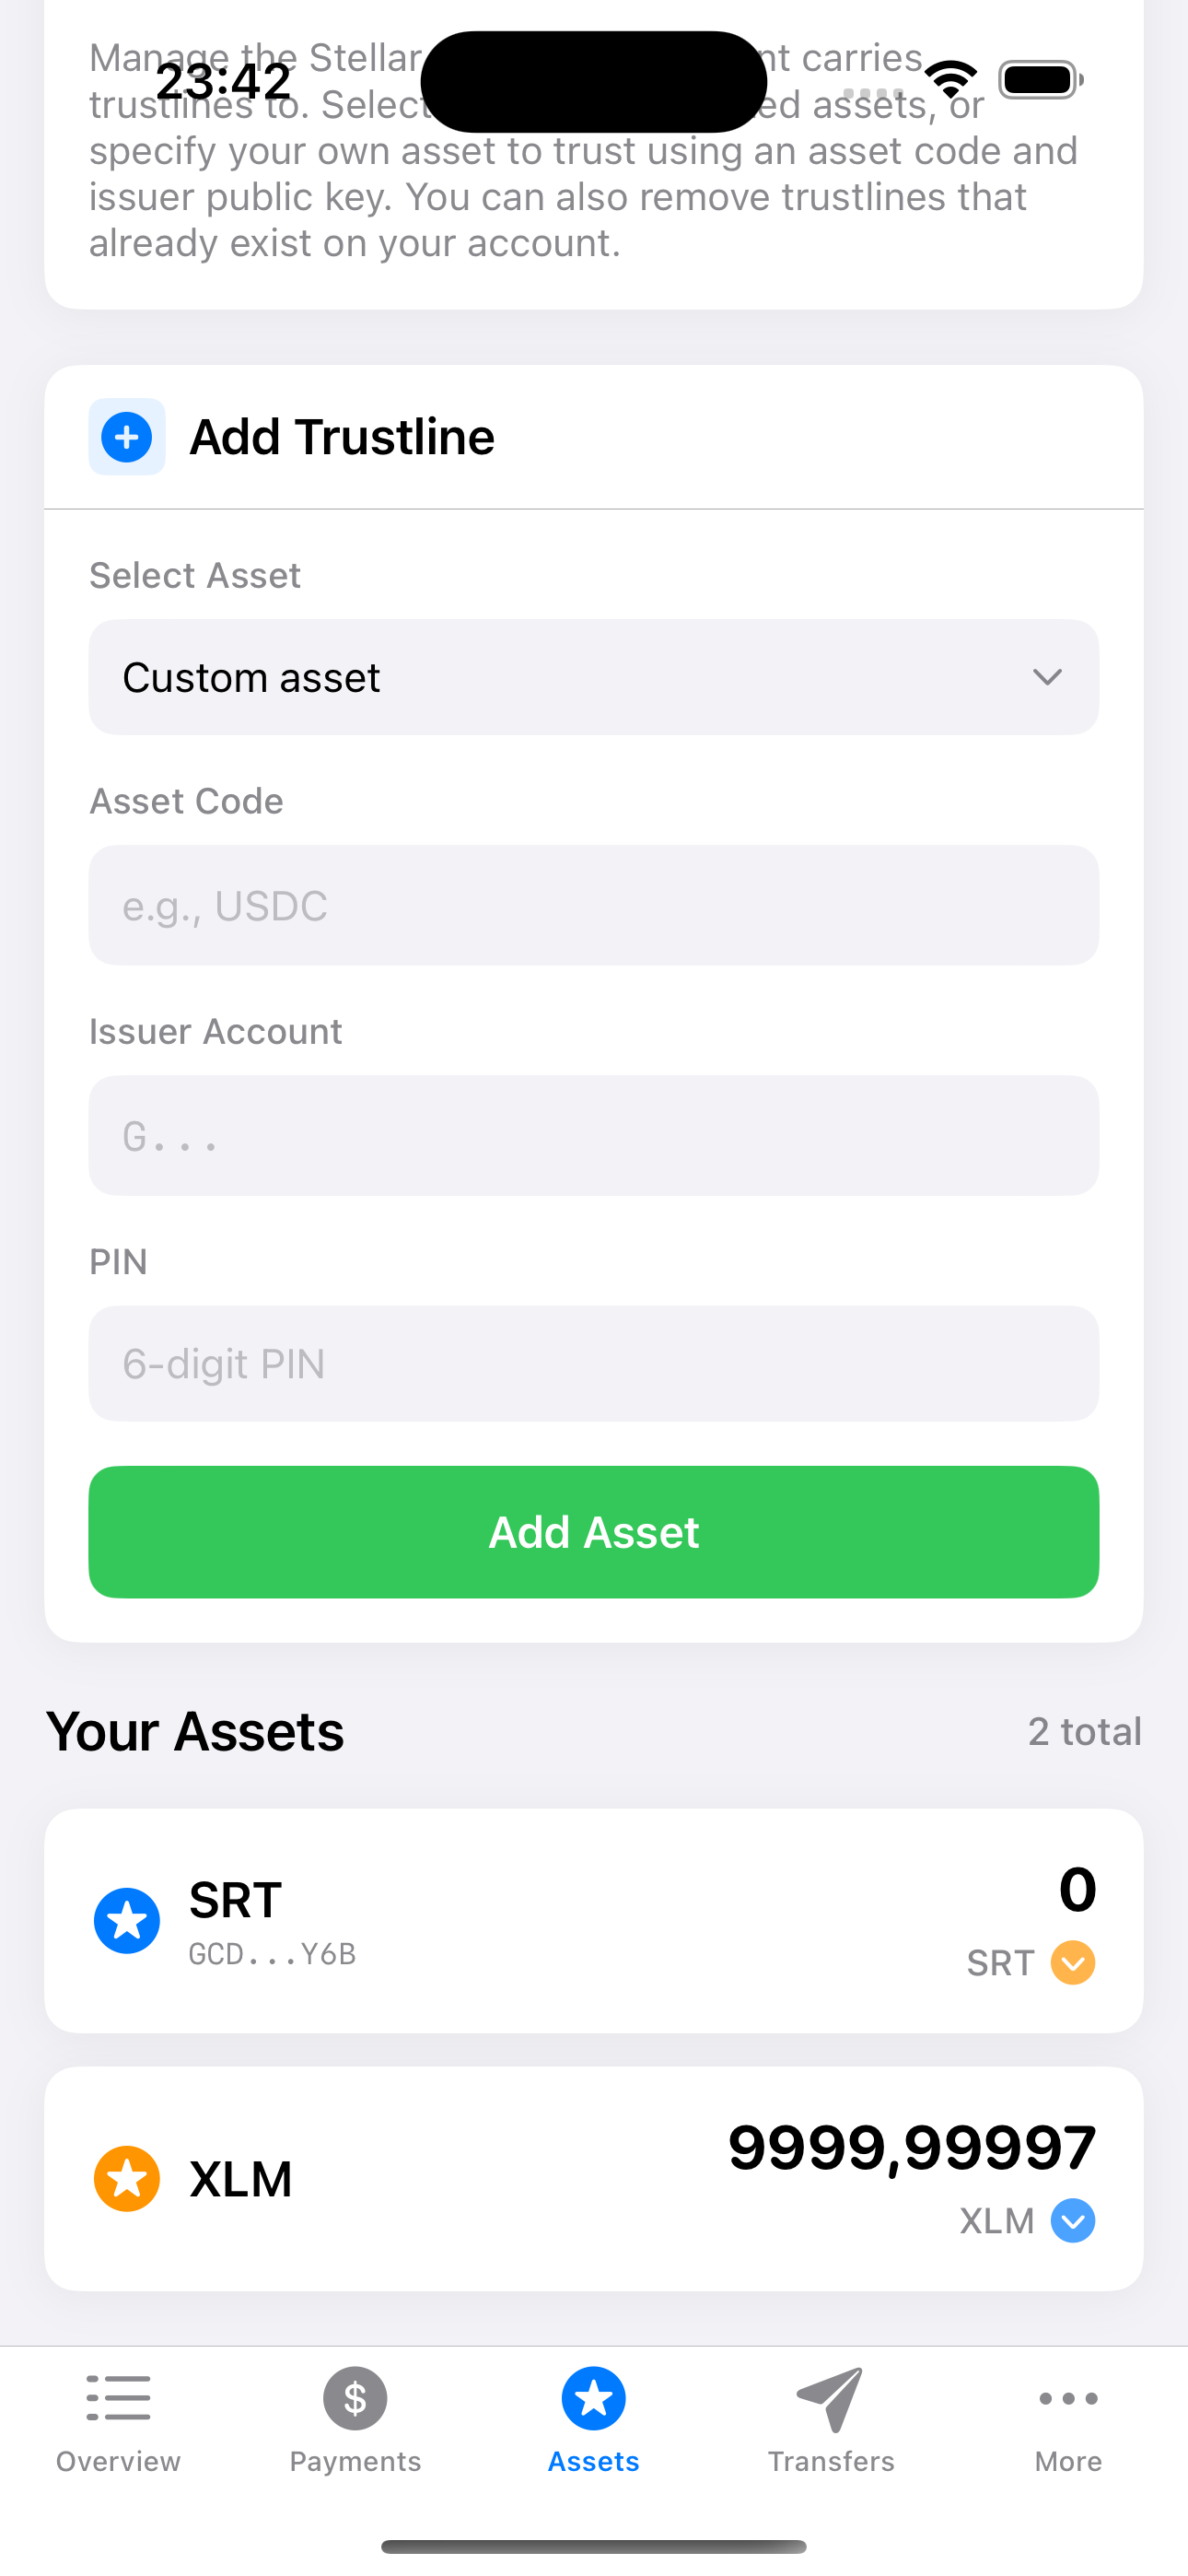 Manage the Stellar nt carries
23:42
trustlines to. Select ed assets, or
specify your own asset to trust using an asset code and
issuer public key. You can also remove trustlines that
already exist on your account.
Add Trustline
Select Asset
Custom asset
Asset Code
e.g., USDC
Issuer Account
G...
PIN
6-digit PIN
Add Asset
Your Assets
2 total
SRT
GCD...Y6B
0
SRT
XLM
9999,99997
XLM
Overview
Payments
Assets
Transfers
More